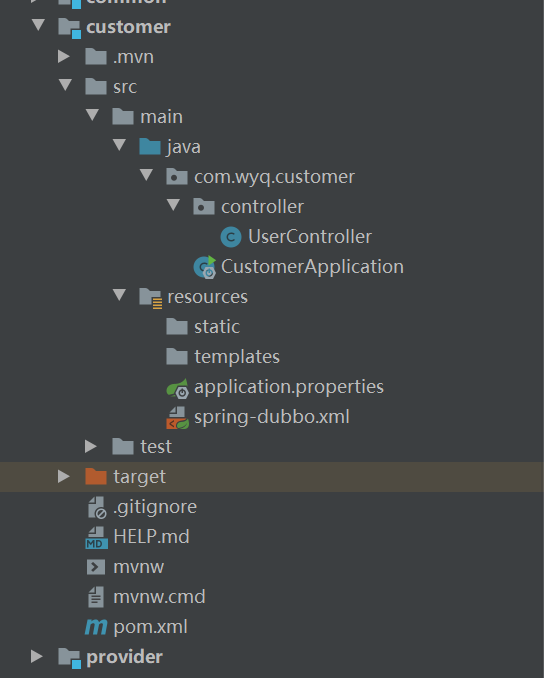 common
customer
.mvn
src
main
java
com.wyq.customer
controller
C UserController
C CustomerApplication
resources
static
templates
application.properties
spring-dubbo.xml
test
target
.gitignore
MD HELP.md
mvnw
mvnw.cmd
m pom.xml
provider